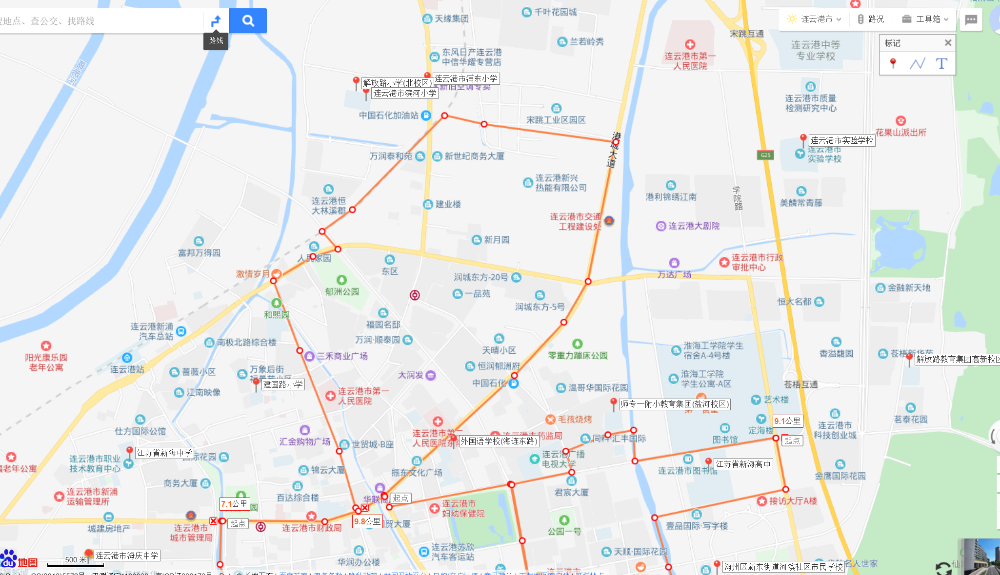 地点、查公交、找路线
路线
连云港市
路况
工具箱
标记
T
天缘集团
千叶花园城
兰若岭秀
东风日产连云港
中信华耀专营店
宋跳互通
连云港市第一
人民医院
连云港中等
专业学校
蔷薇河
解放路小学(北校区)
连云港市浦东小学
新旧空调专卖
连云港市滨河小学
连云港市质量
检测研究中心
中国石化加油站
宋跳工业区园区
花果山派出所
连云港市实验学校
连云港市
实验学校
港城大道
G25
万润泰和苑
新世纪商务大厦
连云港新兴
热能有限公司
连云港恒
大林溪郡
建业楼
港利锦绣江南
学院路
美麟常青藤
连云港市交通
工程建设处
连云港大剧院
新月园
富邦万得园
人民家园
东区
连云港市行政
审批中心
万达广场
激情岁月
润城东方-20号
郁洲公园
一品苑
润城东方-5号
金融新天地
恒大名都
和熙园
福园名邸
连云港新浦
汽车总站
南极北路综合楼
万润·顺泰园
天晴小区
零重力蹦床公园
淮海工学院学生
宿舍A-4号楼
香溢馥园
苍梧新华苑
解放路教育集团高新校区
阳光康乐园
老年公寓
连云港站
三禾商业广场
蔷薇小区
万象后街
恒润郁洲府
大润发
中国石化
淮海工学院
学生公寓-A区
苍梧互通
建国路小学
江南映像
连云港市第一
人民医院
温哥华国际花园
师专一附小教育集团(盐河校区)
艺术楼
毛孩烧烤
定海楼
9.1公里
起点
连云港市
科技创业城
茗泰花园
仕方国际公馆
汇金购物广场
世贸城-B座
连云港市药监局
外国语学校(海连东路)
同科·汇丰国际
图书馆
江苏省新海中学
连云港市职业
技术教育中心
锦云大厦
振东文化广场
连云港广播
电视大学
连云港市图书馆
江苏省新海高中
金鹰国际花园
商务大厦
连云港市新浦
运输管理所
百达综合楼
起点
君宸大厦
接访大厅A楼
7.1公里
起点
连云港市
妇幼保健院
9.8公里
城建房地产
连云港市
城市管理局
连云港市财政局
公园一号
壹品国际·写字楼
连云港市海庆中学
华润办公楼
连云港苏欣
汽车客运站
天顺·国际花园
海州区新东街道河滨社区市民学校
名人世家
500 米
du 地图